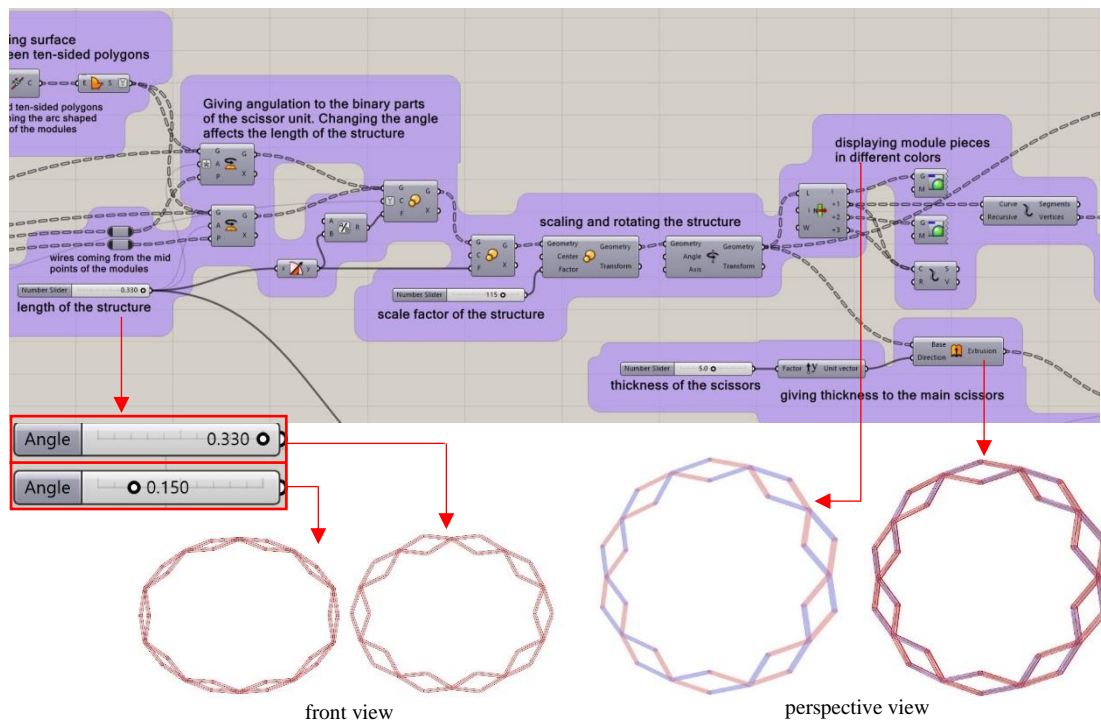 ing surface
een ten-sided polygons
C
E S
d ten-sided polygons
ning the arc shaped
of the modules
Giving angulation to the binary parts
of the scissor unit. Changing the angle
affects the length of the structure
G G
A
P X
G G
A
P X
wires coming from the mid
points of the modules
Number Slider 0.330
length of the structure
A
B R
x y
G G
C
F X
G G
C
F X
scaling and rotating the structure
Geometry Geometry
Center
Factor Transform
Geometry Geometry
Angle
Axis Transform
Number Slider 115
scale factor of the structure
displaying module pieces
in different colors
L i
i N +1
+2
W +3
G
M
G
M
Curve Segments
Recursive Vertices
C S
R V
Base Extrusion
Direction
Number Slider 5.0
thickness of the scissors
Factor y Unit vector
giving thickness to the main scissors
Angle 0.330
Angle 0.150
front view
perspective view